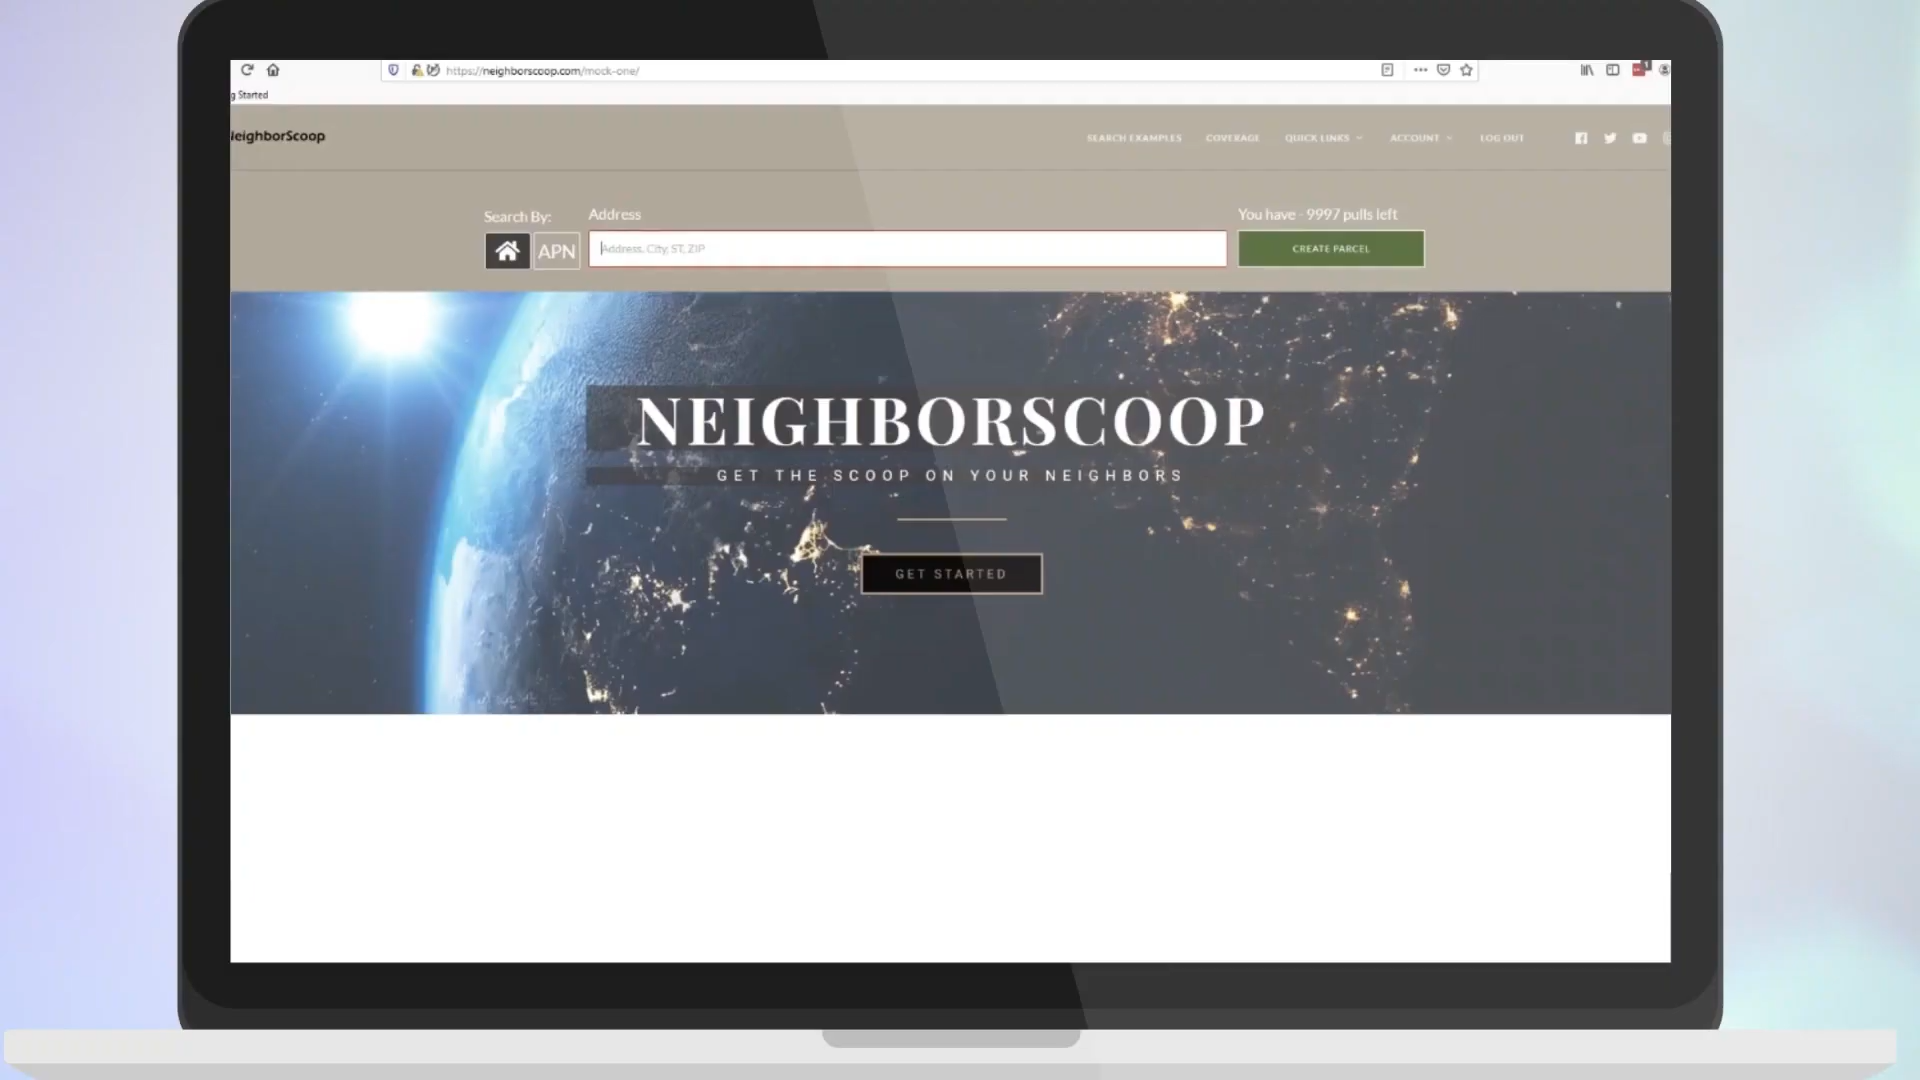 https://neighborscoop.com/mock-one/
g Started
NeighborScoop
SEARCH EXAMPLES COVERAGE QUICK LINKS ACCOUNT LOG OUT
Search By: Address You have - 9997 pulls left
APN Address, City, ST, ZIP CREATE PARCEL
NEIGHBORSCOOP
GET THE SCOOP ON YOUR NEIGHBORS
GET STARTED